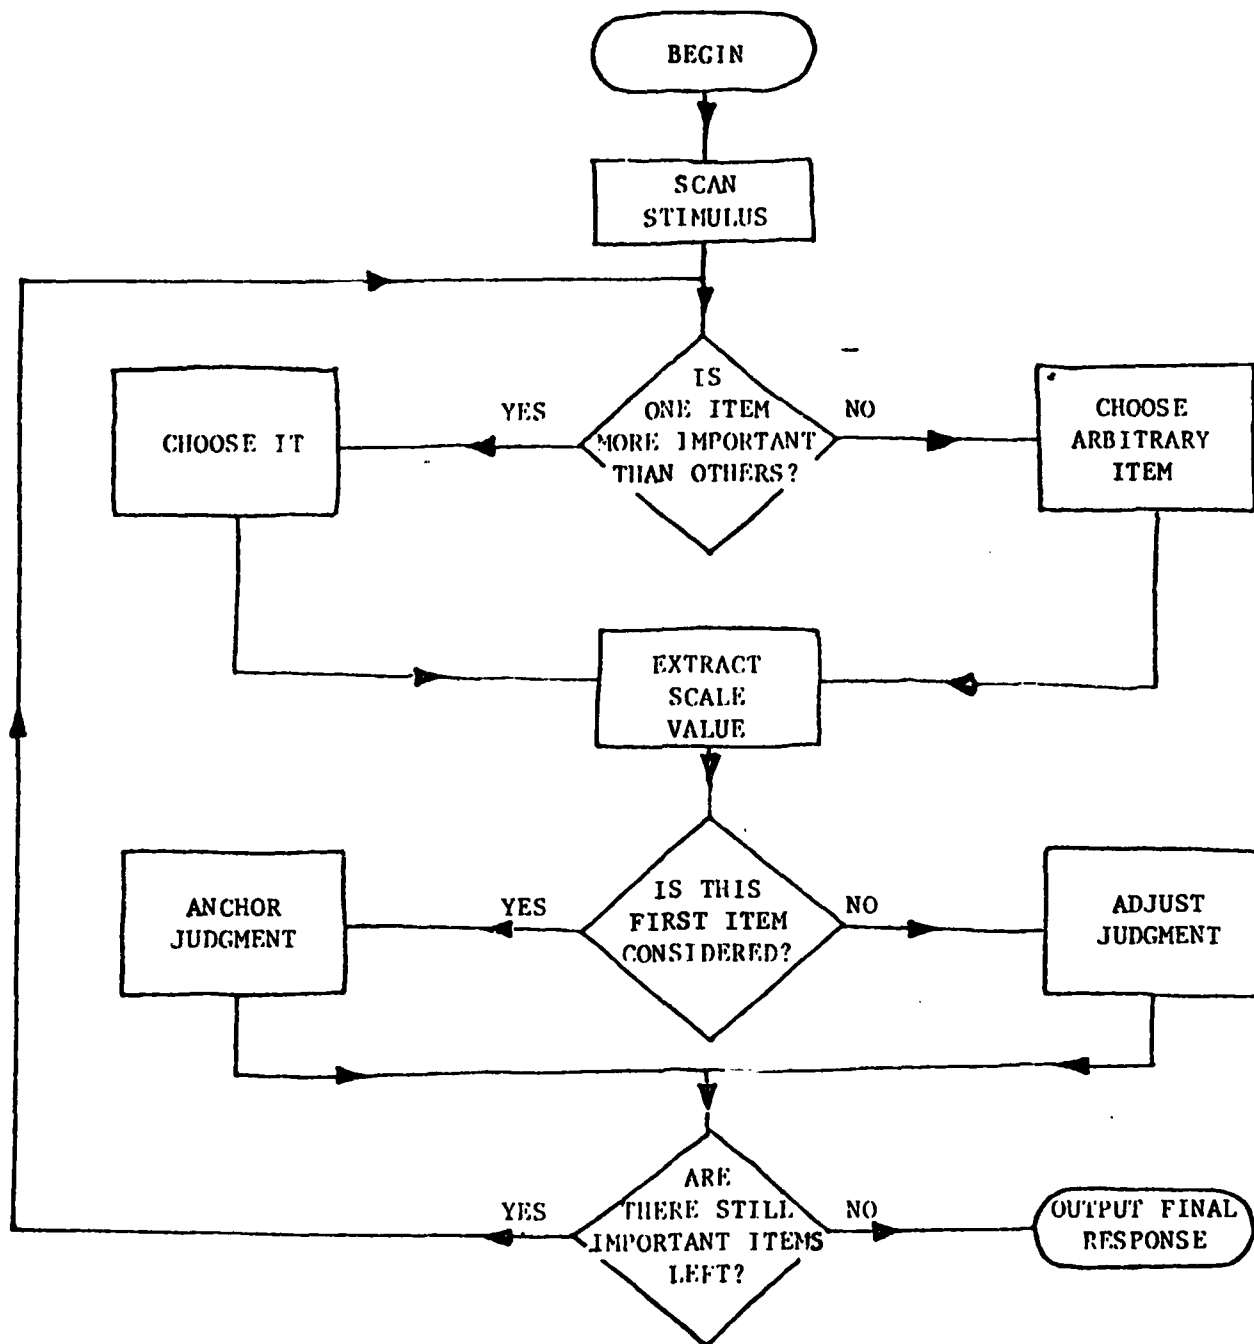 BEGIN
SCAN
STIMULUS
IS
ONE ITEM
MORE IMPORTANT
THAN OTHERS?
YES
NO
CHOOSE IT
CHOOSE
ARBITRARY
ITEM
EXTRACT
SCALE
VALUE
IS THIS
FIRST ITEM
CONSIDERED?
YES
NO
ANCHOR
JUDGMENT
ADJUST
JUDGMENT
ARE
THERE STILL
IMPORTANT ITEMS
LEFT?
YES
NO
OUTPUT FINAL
RESPONSE